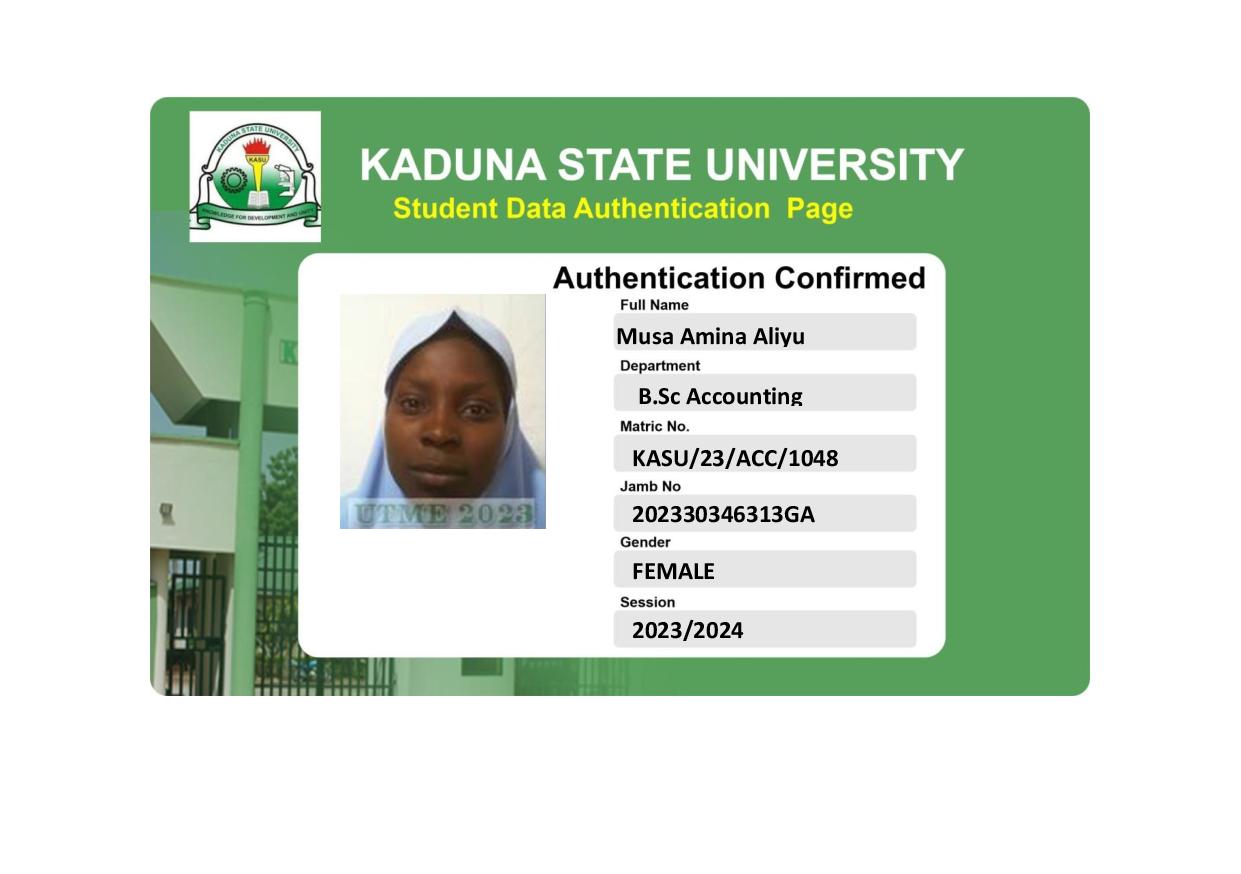 KADUNA STATE UNIVERSITY
KASU
KNOWLEDGE FOR DEVELOPMENT AND UNITY
KADUNA STATE UNIVERSITY
Student Data Authentication Page
Authentication Confirmed
Full Name
Musa Amina Aliyu
Department
B.Sc Accounting
Matric No.
KASU/23/ACC/1048
Jamb No
202330346313GA
Gender
FEMALE
Session
2023/2024
UTME 2023
K